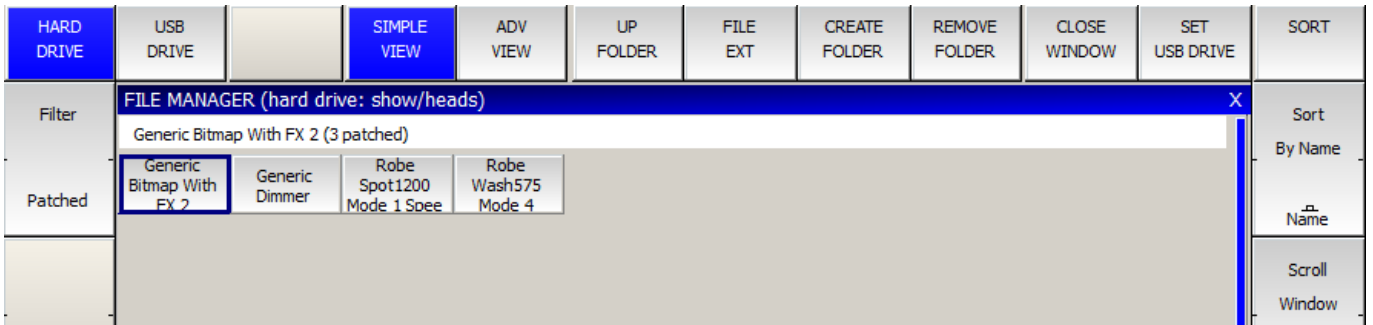 HARD
DRIVE
USB
DRIVE
SIMPLE
VIEW
ADV
VIEW
UP
FOLDER
FILE
EXT
CREATE
FOLDER
REMOVE
FOLDER
CLOSE
WINDOW
SET
USB DRIVE
SORT
Filter
Patched
FILE MANAGER (hard drive: show/heads) X
Generic Bitmap With FX 2 (3 patched)
Generic
Bitmap With
FX 2
Generic
Dimmer
Robe
Spot1200
Mode 1 Spee
Robe
Wash575
Mode 4
Sort
By Name
Name
Scroll
Window